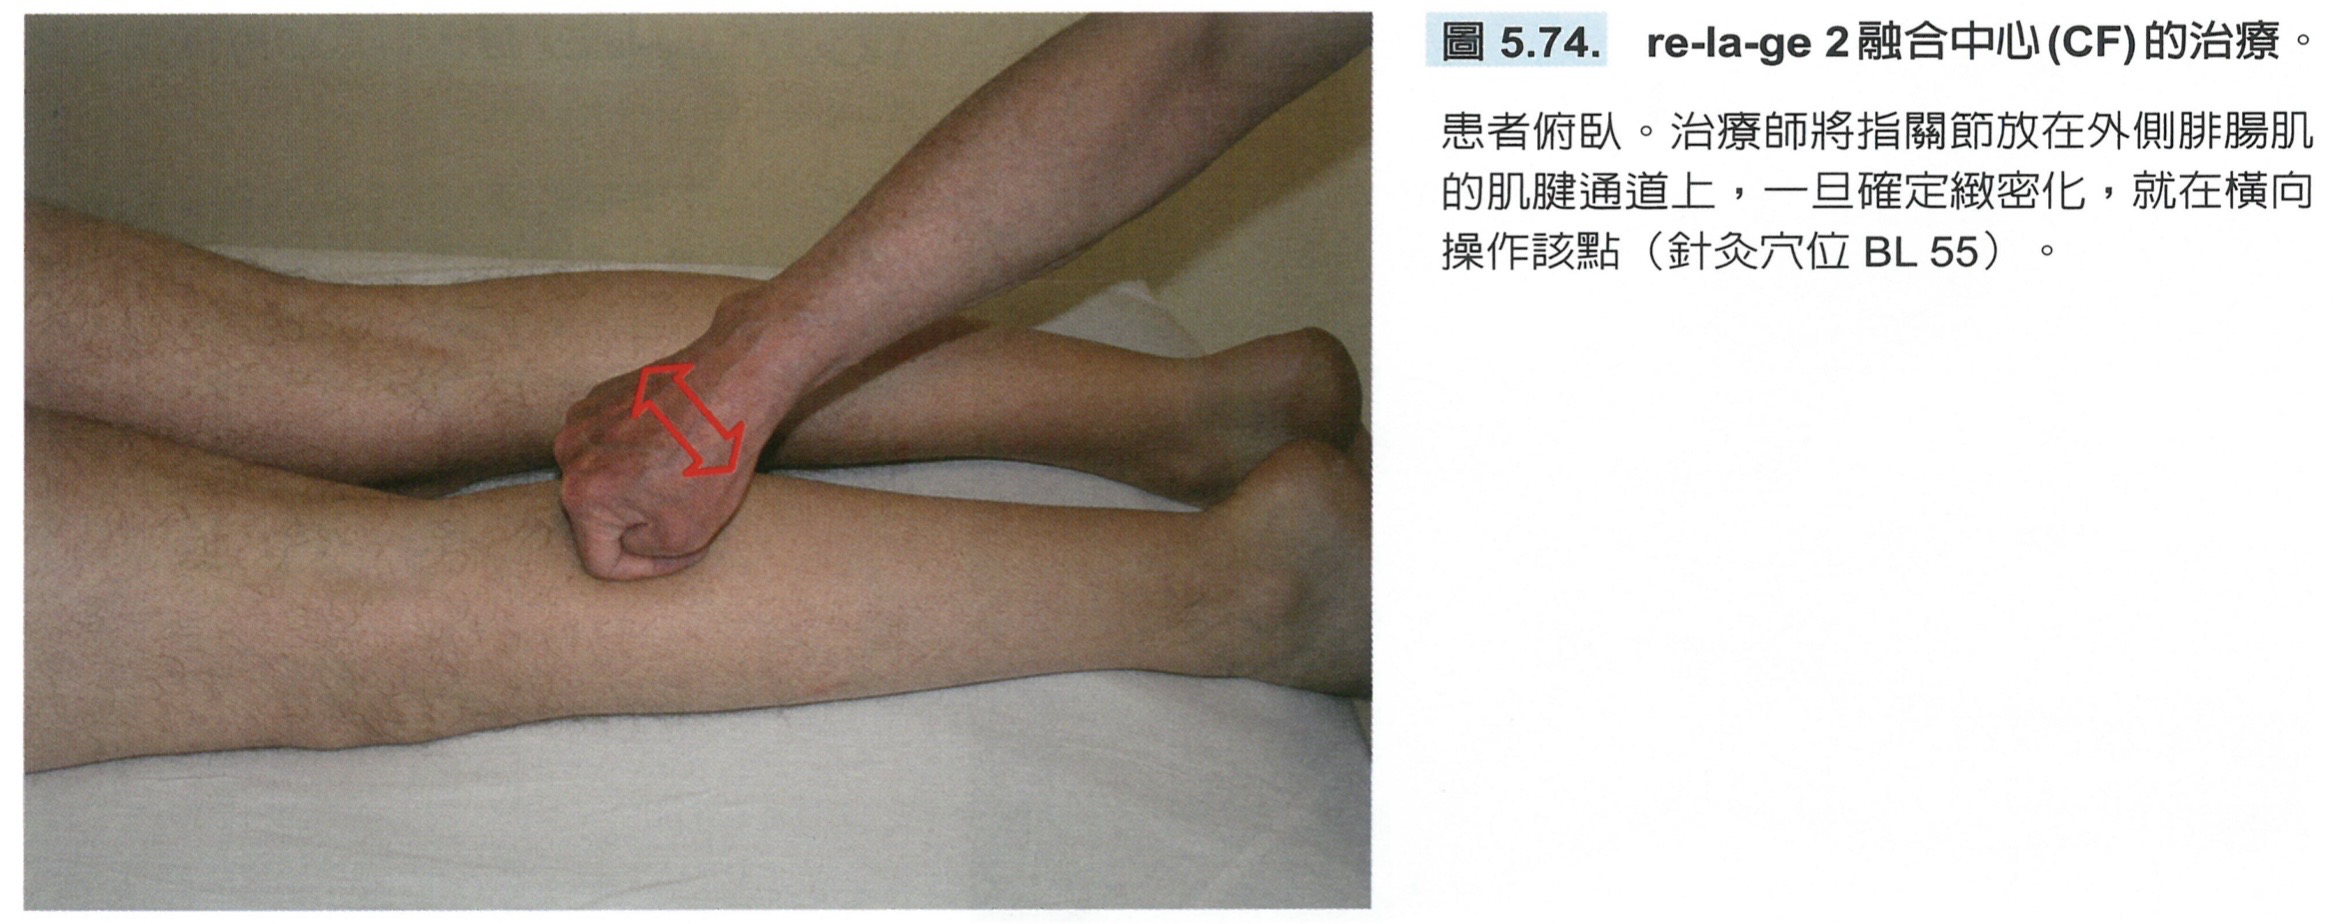 圖 5.74. re-la-ge 2融合中心(CF)的治療。
患者俯臥。治療師將指關節放在外側腓腸肌
的肌腱通道上，一旦確定緻密化，就在橫向
操作該點（針灸穴位 BL 55）。